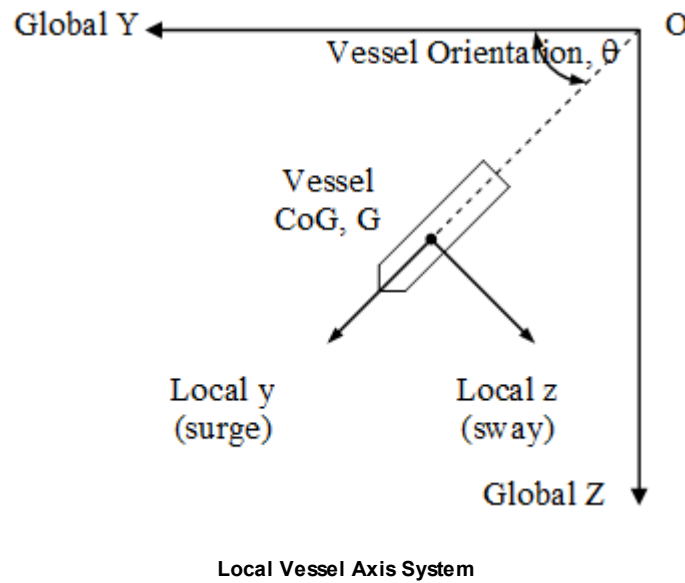 Global Y
O
Vessel Orientation, θ
Vessel
CoG, G
Local y
(surge)
Local z
(sway)
Global Z
Local Vessel Axis System